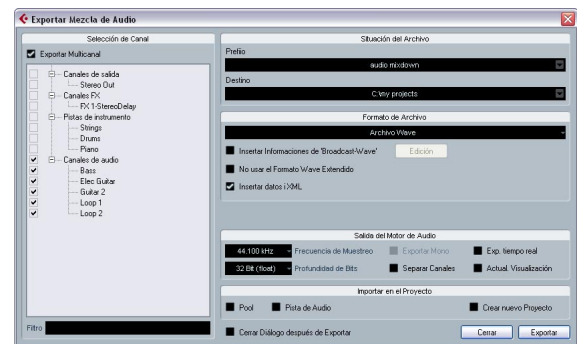 Exportar Mezcla de Audio
Selección de Canal
Exportar Multicanal
Canales de salida
Stereo Out
Canales FX
FX 1-StereoDelay
Pistas de instrumento
Strings
Drums
Piano
Canales de audio
Bass
Elec Guitar
Guitar 2
Loop 1
Loop 2
Filtro
Situación del Archivo
Prefijo
audio mixdown
Destino
C:\my projects
Formato de Archivo
Archivo Wave
Insertar Informaciones de 'Broadcast-Wave'
Edición
No usar el Formato Wave Extendido
Insertar datos iXML
Salida del Motor de Audio
44.100 kHz Frecuencia de Muestreo Exportar Mono Exp. tiempo real
32 Bit (float) Profundidad de Bits Separar Canales Actual. Visualización
Importar en el Proyecto
Pool Pista de Audio Crear nuevo Proyecto
Cerrar Diálogo después de Exportar Cerrar Exportar